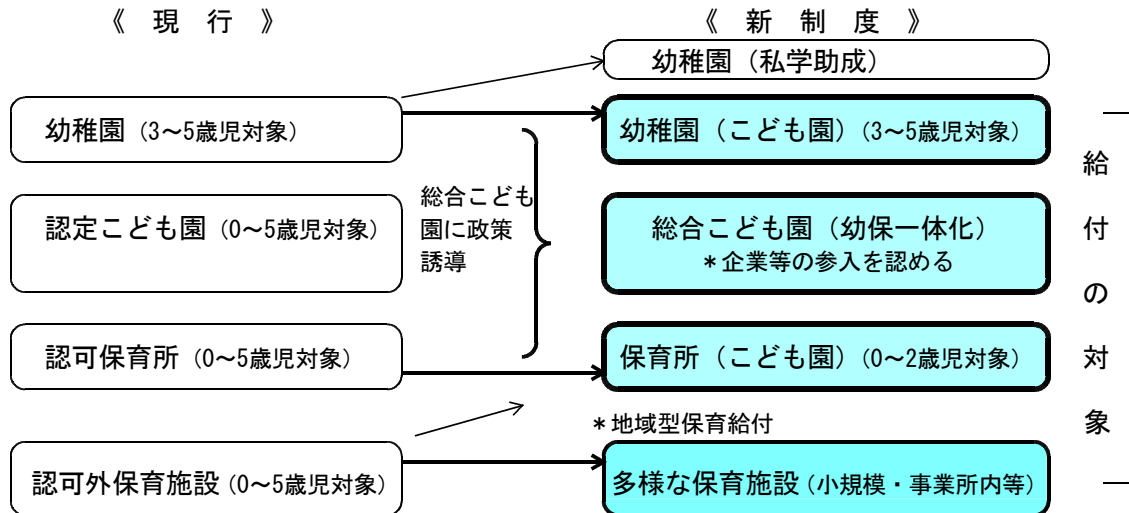 《 現 行 》
《 新 制 度 》
幼稚園（私学助成）
幼稚園（3～5歳児対象）
幼稚園（こども園）（3～5歳児対象）
総合こども
園に政策
誘導
認定こども園（0～5歳児対象）
総合こども園（幼保一体化）
＊企業等の参入を認める
認可保育所（0～5歳児対象）
保育所（こども園）（0～2歳児対象）
＊地域型保育給付
認可外保育施設（0～5歳児対象）
多様な保育施設（小規模・事業所内等）
給付の対象